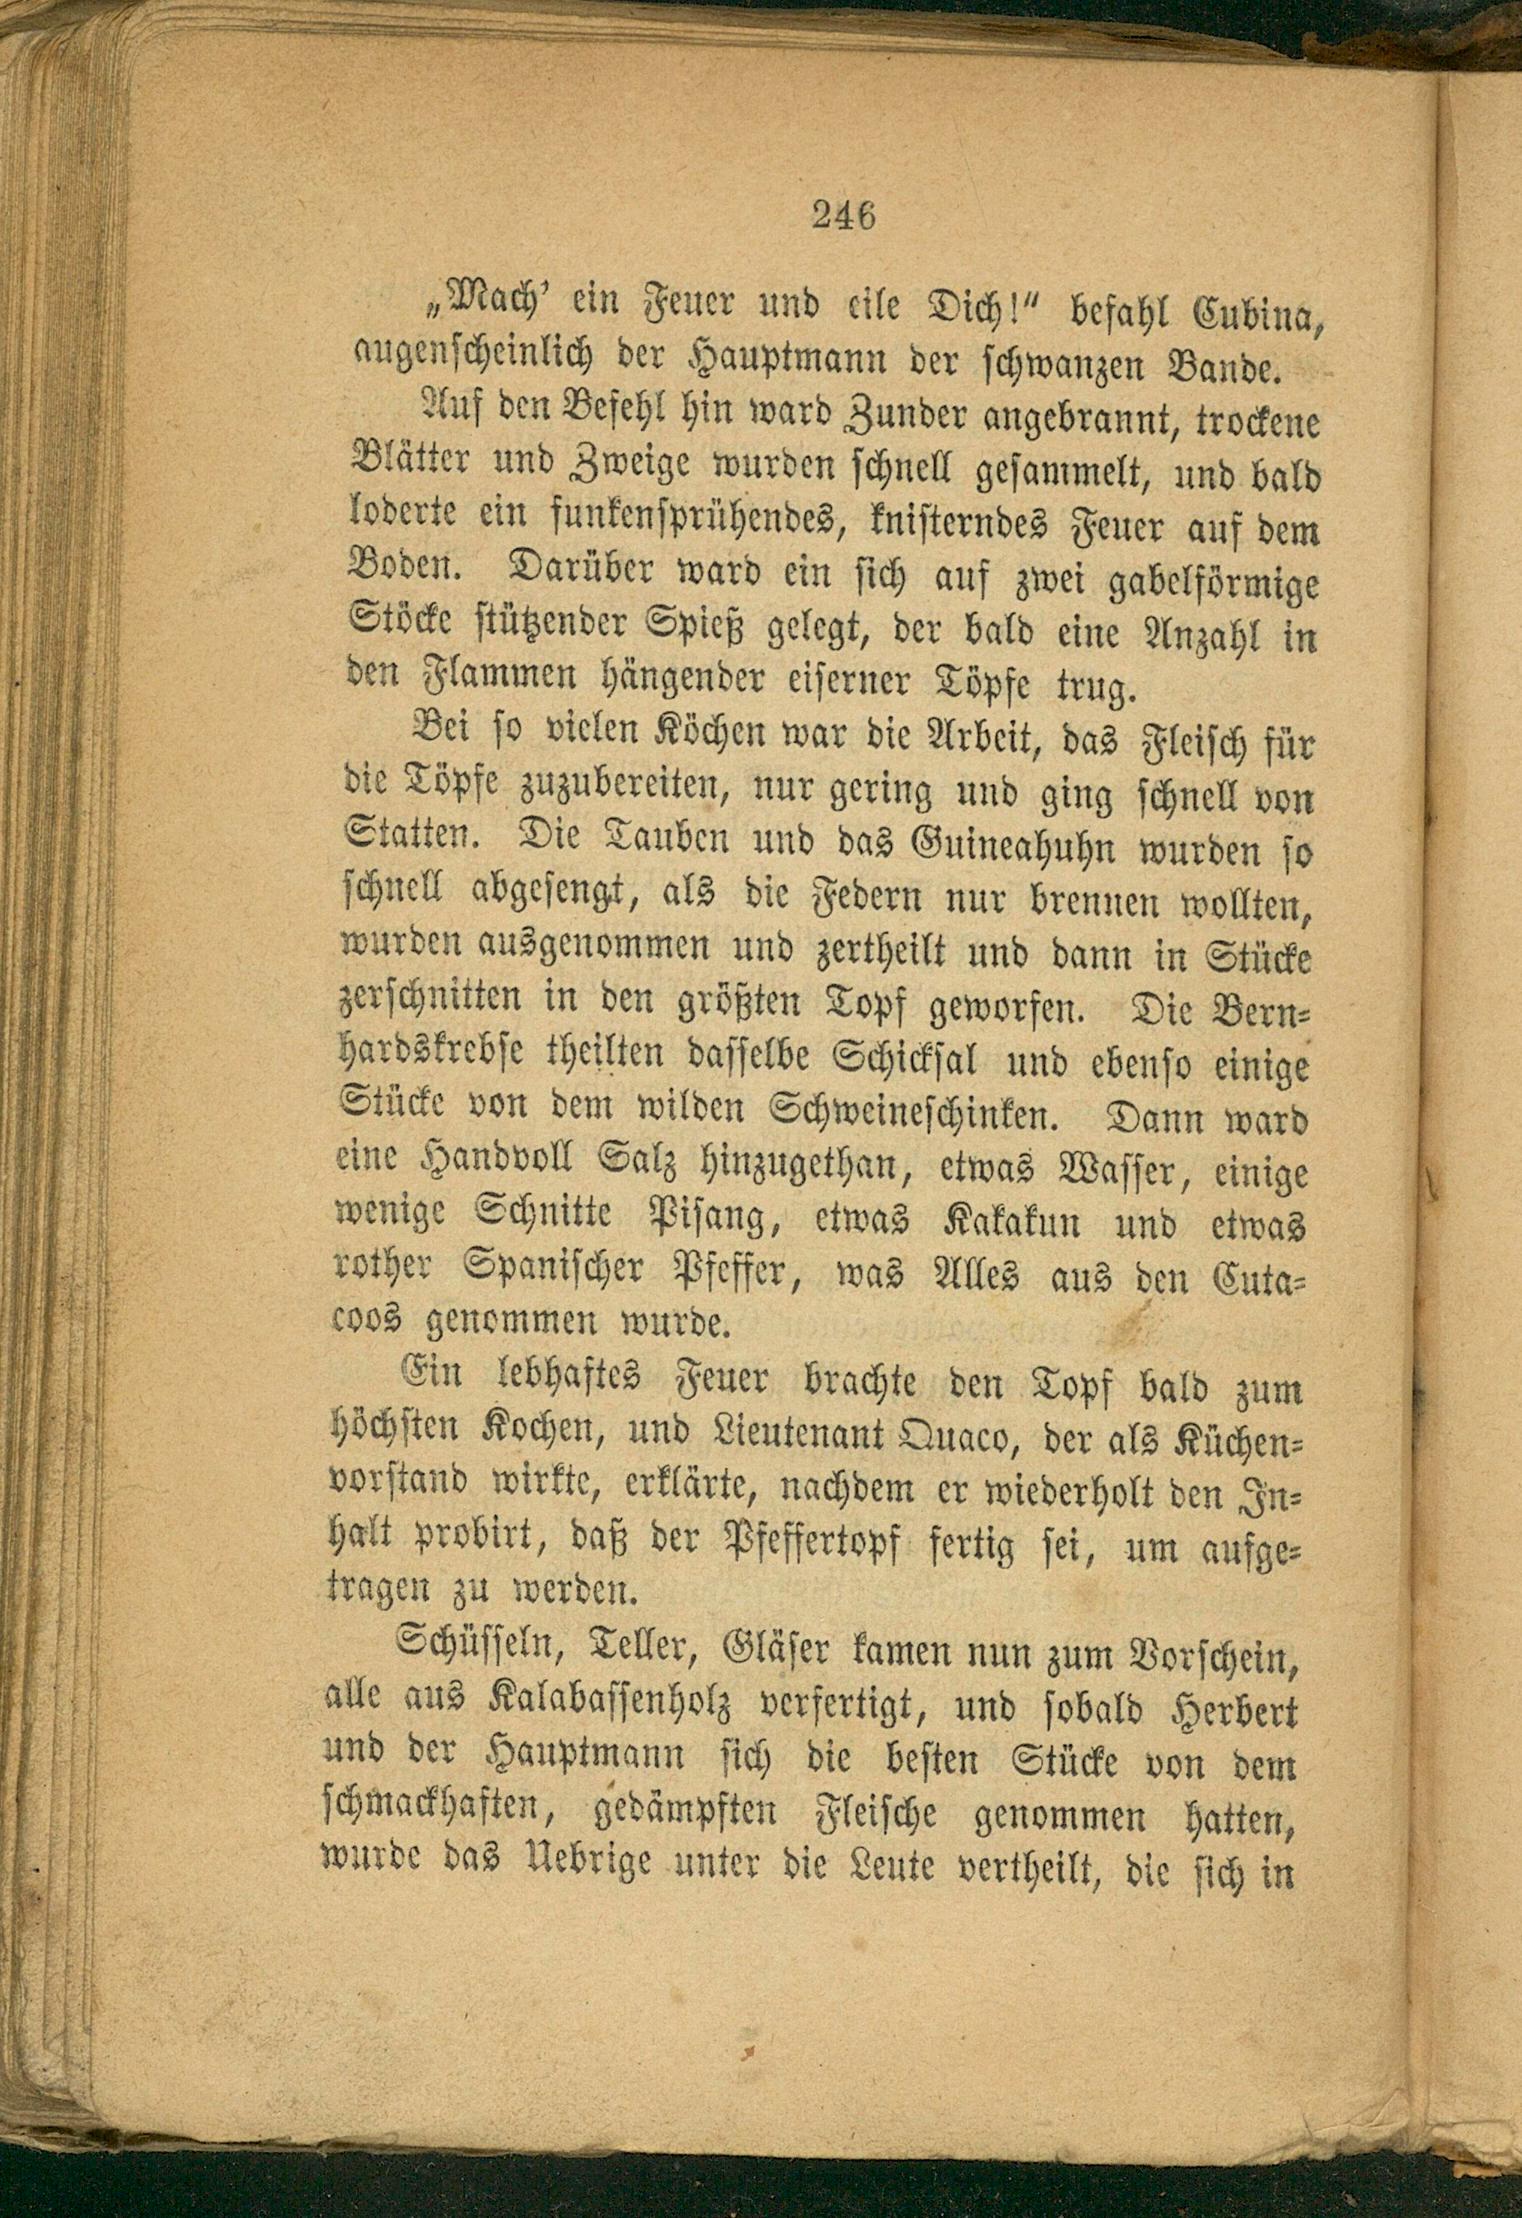 246
„Mach' ein Feuer und eile Dich!" befahl Cubina,
augenscheinlich der Hauptmann der schwanzen Bande.
Auf den Befehl hin ward Zunder angebrannt, trockene
Blätter und Zweige wurden schnell gesammelt, und bald
loderte ein funkensprühendes, knisterndes Feuer auf dem
Boden. Darüber ward ein sich auf zwei gabelförmige
Stöcke stützender Spieß gelegt, der bald eine Anzahl in
den Flammen hängender eiserner Töpfe trug.
Bei so vielen Köchen war die Arbeit, das Fleisch für
die Töpfe zuzubereiten, nur gering und ging schnell von
Statten. Die Tauben und das Guineahuhn wurden so
schnell abgesengt, als die Federn nur brennen wollten,
wurden ausgenommen und zertheilt und dann in Stücke
zerschnitten in den größten Topf geworfen. Die Bern-
hardskrebse theilten dasselbe Schicksal und ebenso einige
Stücke von dem wilden Schweineschinken. Dann ward
eine Handvoll Salz hinzugethan, etwas Wasser, einige
wenige Schnitte Pisang, etwas Kakakun und etwas
rother Spanischer Pfeffer, was Alles aus den Cuta-
coos genommen wurde.
Ein lebhaftes Feuer brachte den Topf bald zum
höchsten Kochen, und Lieutenant Quaco, der als Küchen-
vorstand wirkte, erklärte, nachdem er wiederholt den In-
halt probirt, daß der Pfeffertopf fertig sei, um aufge-
tragen zu werden.
Schüsseln, Teller, Gläser kamen nun zum Vorschein,
alle aus Kalabassenholz verfertigt, und sobald Herbert
und der Hauptmann sich die besten Stücke von dem
schmackhaften, gedämpften Fleische genommen hatten,
wurde das Uebrige unter die Leute vertheilt, die sich in